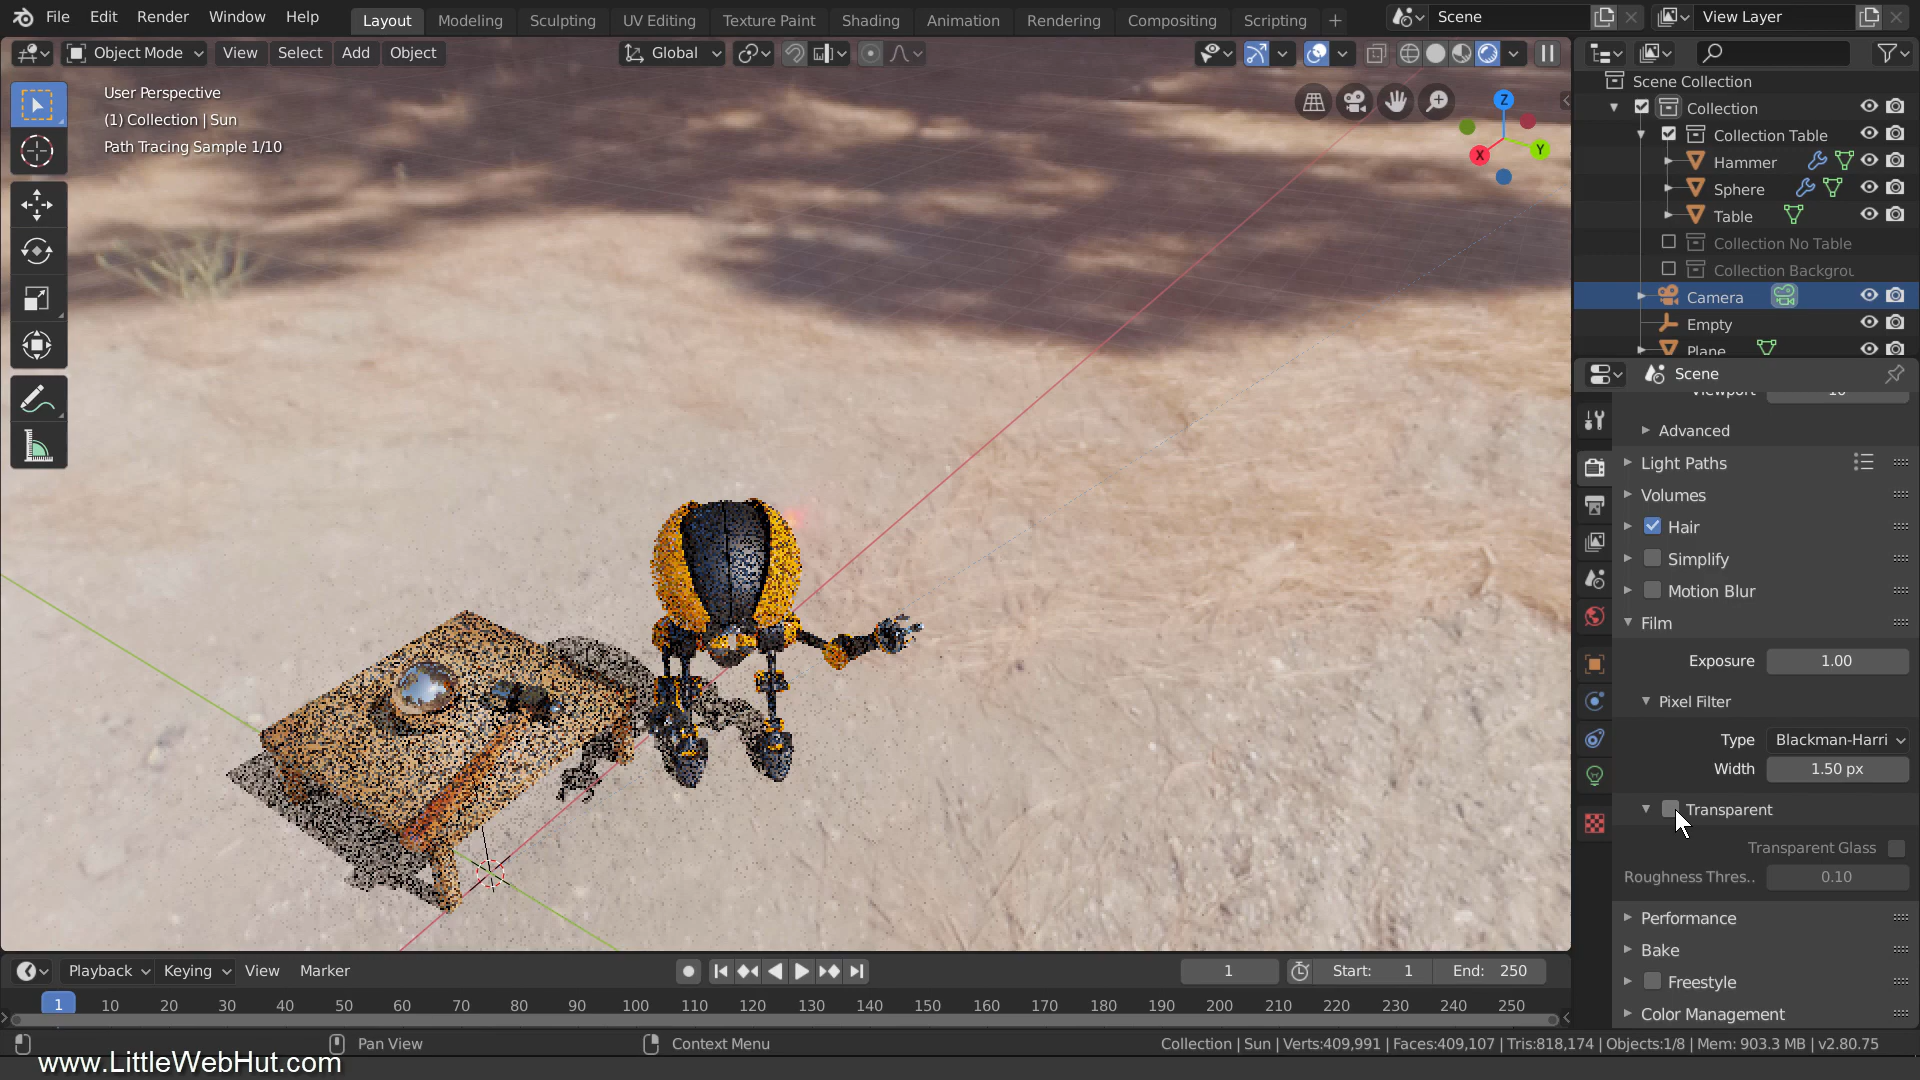 File Edit Render Window Help Layout Modeling Sculpting UV Editing Texture Paint Shading Animation Rendering Compositing Scripting + Scene View Layer
Object Mode View Select Add Object Global
User Perspective
(1) Collection | Sun
Path Tracing Sample 1/10
Z
Y
X
Scene Collection
Collection
Collection Table
Hammer
Sphere
Table
Collection No Table
Collection Backgrou
Camera
Empty
Plane
Scene
Viewport 10
Advanced
Light Paths
Volumes
Hair
Simplify
Motion Blur
Film
Exposure 1.00
Pixel Filter
Type Blackman-Harri
Width 1.50 px
Transparent
Transparent Glass
Roughness Thres.. 0.10
Performance
Bake
Freestyle
Color Management
Playback Keying View Marker 1 Start: 1 End: 250
1 10 20 30 40 50 60 70 80 90 100 110 120 130 140 150 160 170 180 190 200 210 220 230 240 250
Pan View Context Menu Collection | Sun | Verts:409,991 | Faces:409,107 | Tris:818,174 | Objects:1/8 | Mem: 903.3 MB | v2.80.75
www.LittleWebHut.com